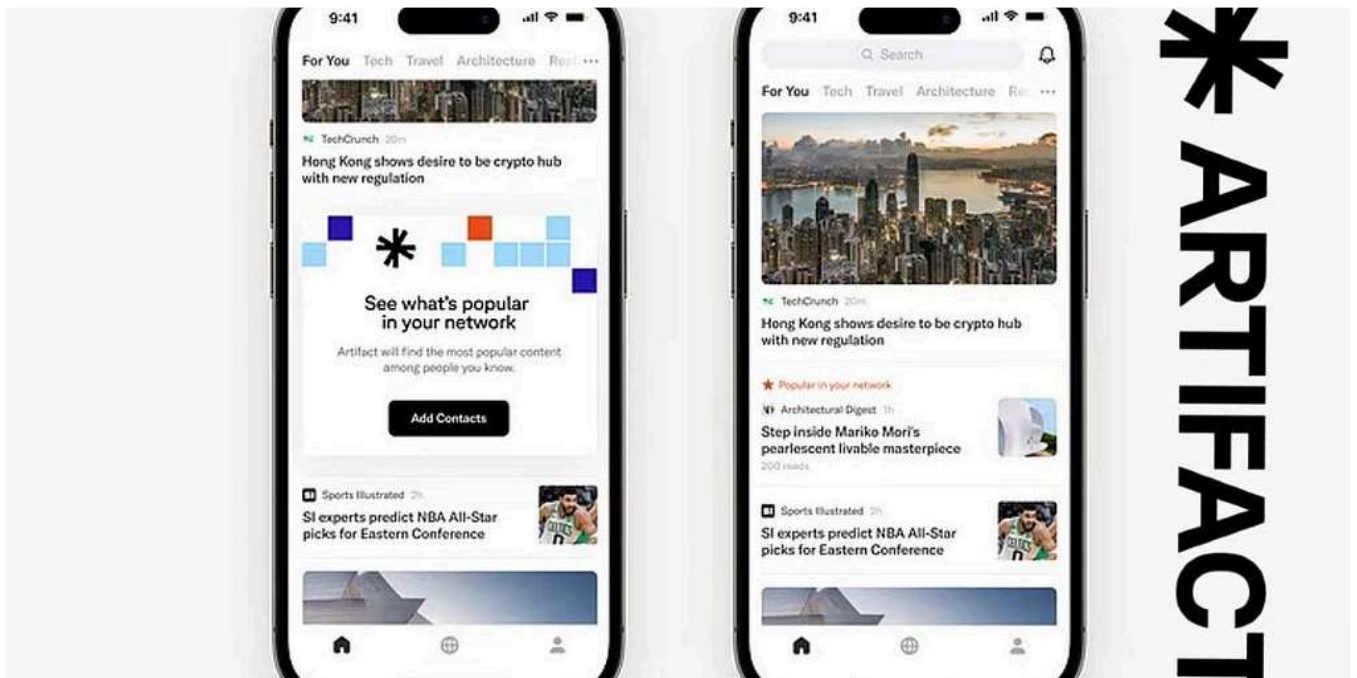 9:41
For You Tech Travel Architecture
TechCrunch 20m
Hong Kong shows desire to be crypto hub
with new regulation
See what's popular
in your network
Artifact will find the most popular content
among people you know.
Add Contacts
Sports Illustrated 2h
SI experts predict NBA All-Star
picks for Eastern Conference
CELTICS
0
9:41
Search
For You Tech Travel Architecture
TechCrunch 20m
Hong Kong shows desire to be crypto hub
with new regulation
Popular in your network
Architectural Digest 1h
Step inside Mariko Mori's
pearlescent livable masterpiece
200 reads
Sports Illustrated 2h
SI experts predict NBA All-Star
picks for Eastern Conference
CELTICS
0
ARTIFACT